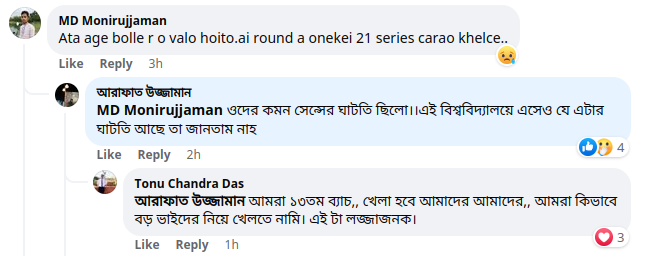 MD Monirujjaman
Ata age bolle r o valo hoito.ai round a onekei 21 series carao khelce..
Like Reply 3h
আরাফাত উজ্জামান
MD Monirujjaman ওদের কমন সেন্সের ঘাটতি ছিলো।।এই বিশ্ববিদ্যালয়ে এসেও যে এটার
ঘাটতি আছে তা জানতাম নাহ
Like Reply 2h
4
Tonu Chandra Das
আরাফাত উজ্জামান আমরা ১৩তম ব্যাচ,, খেলা হবে আমাদের আমাদের,, আমরা কিভাবে
বড় ভাইদের নিয়ে খেলতে নামি। এই টা লজ্জাজনক।
Like Reply 1h
3